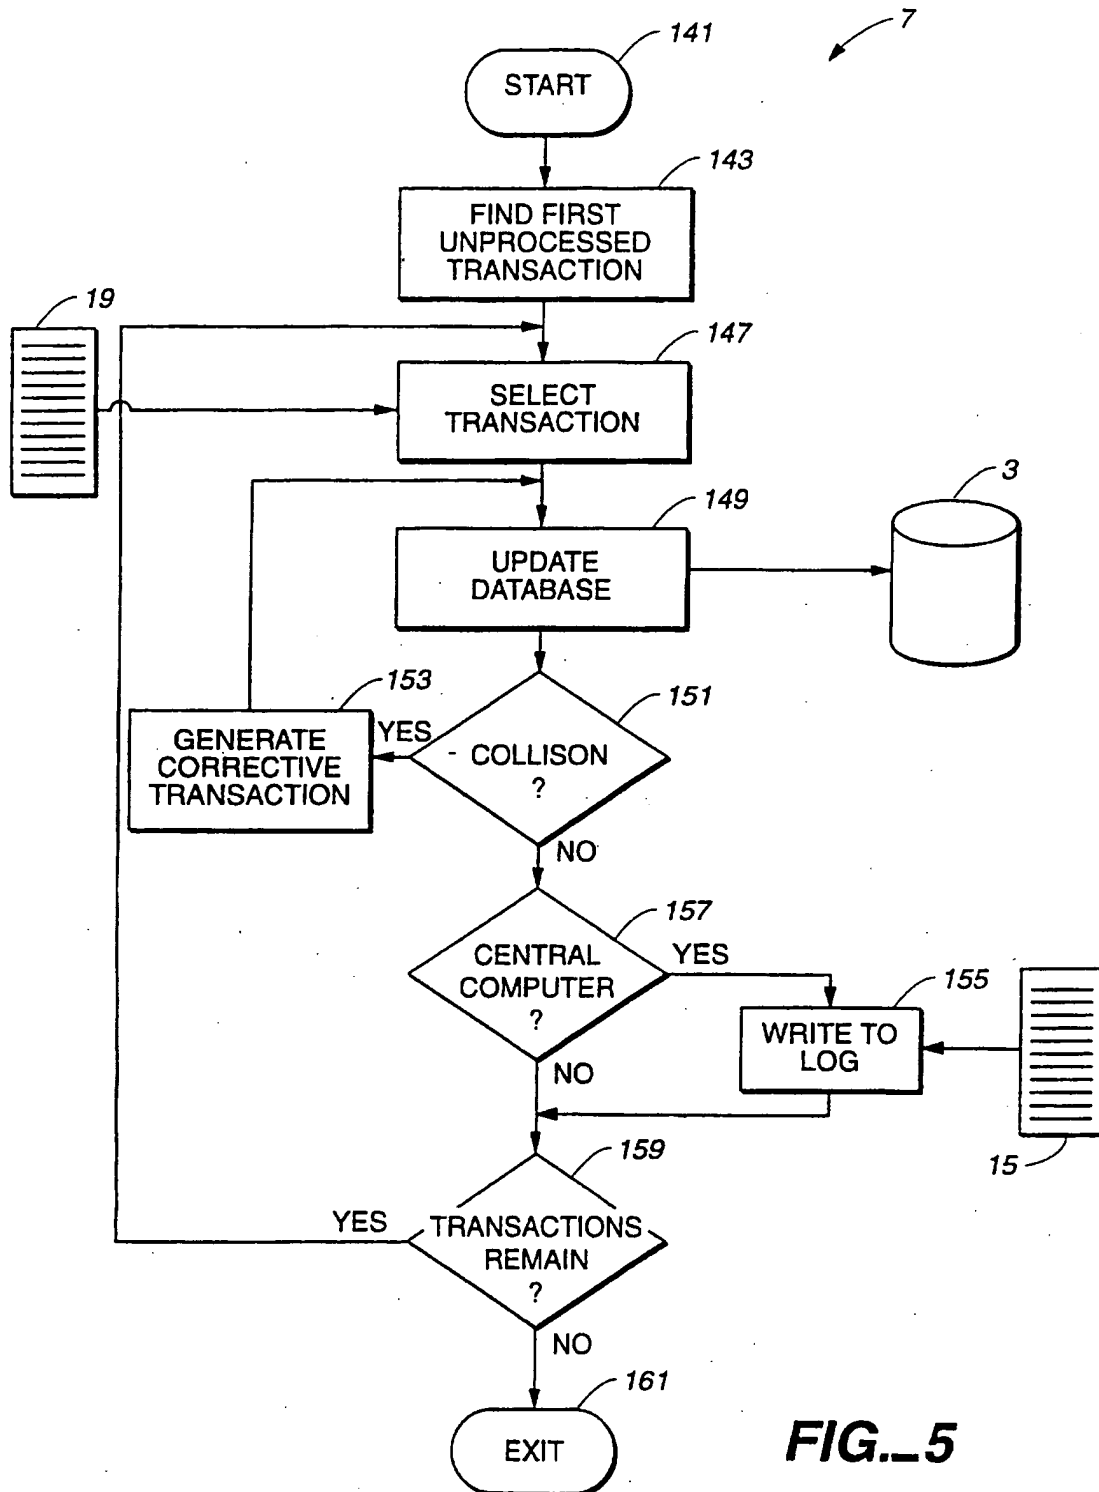 7
141
START
143
FIND FIRST
UNPROCESSED
TRANSACTION
19
147
SELECT
TRANSACTION
3
149
UPDATE
DATABASE
153
151
YES
GENERATE
CORRECTIVE
TRANSACTION
COLLISON
?
NO
157
CENTRAL
COMPUTER
?
YES
155
WRITE TO
LOG
NO
159
15
YES
TRANSACTIONS
REMAIN
?
NO
161
EXIT
FIG._5